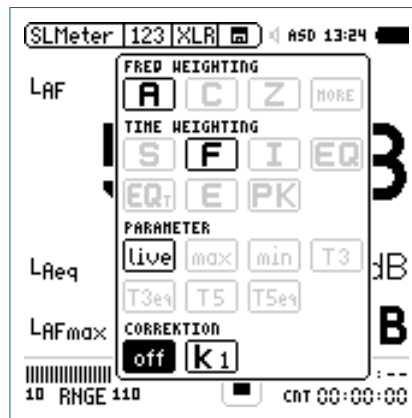 SLMeter 123 XLR ASD 13:24
FREQ WEIGHTING
LAF
A C Z MORE
TIME WEIGHTING
S F I EQ
EQT E PK
PARAMETER
live max min T3
LAeq dB
T3eq T5 T5eq
LAFmax CORREKTION B
off k1
10 RNGE 110 CNT 00:00:00